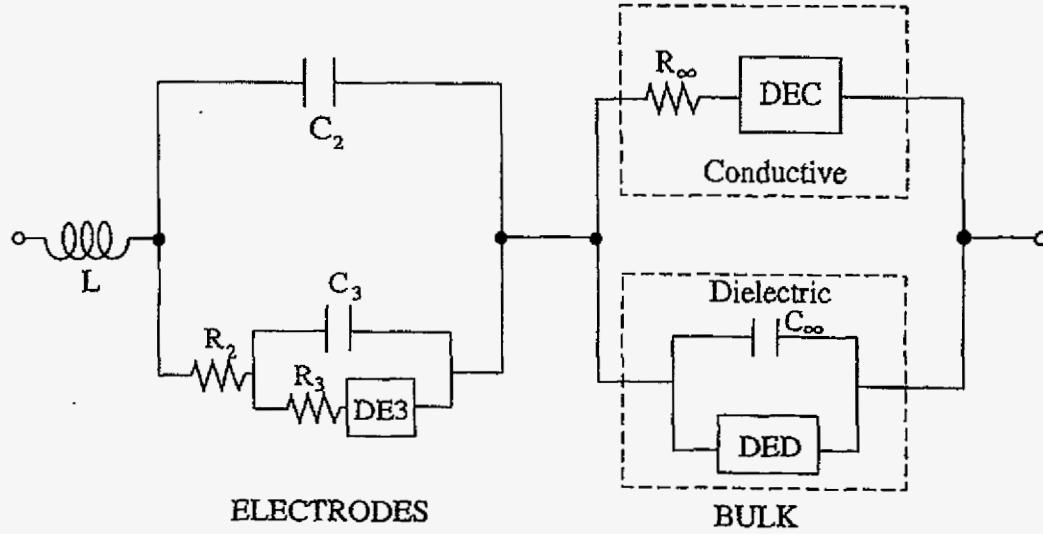 R∞
DEC
Conductive
C₂
L
C₃
R₂
R₃
DE3
Dielectric
C∞
DED
ELECTRODES
BULK